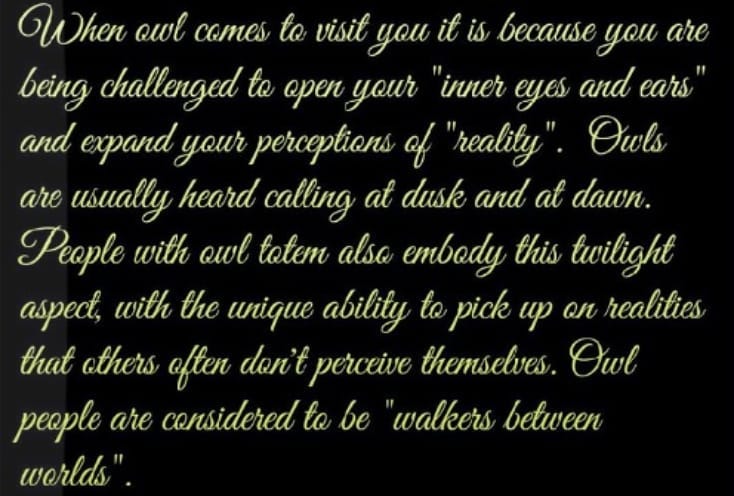 When owl comes to visit you it is because you are
being challenged to open your "inner eyes and ears"
and expand your perceptions of "reality". Owls
are usually heard calling at dusk and at dawn.
People with owl totem also embody this twilight
aspect, with the unique ability to pick up on realities
that others often don't perceive themselves. Owl
people are considered to be "walkers between
worlds".